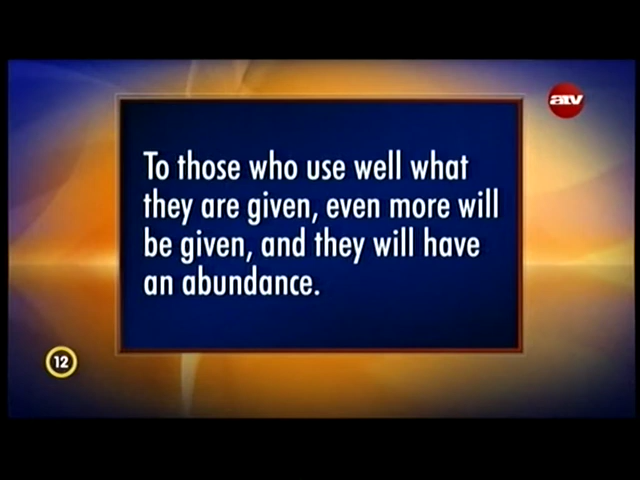 atv
To those who use well what
they are given, even more will
be given, and they will have
an abundance.
12